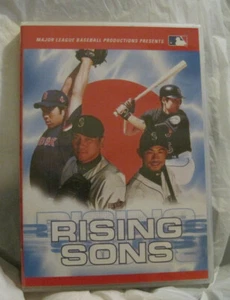 MAJOR LEAGUE BASEBALL PRODUCTIONS PRESENTS
RISING
SONS